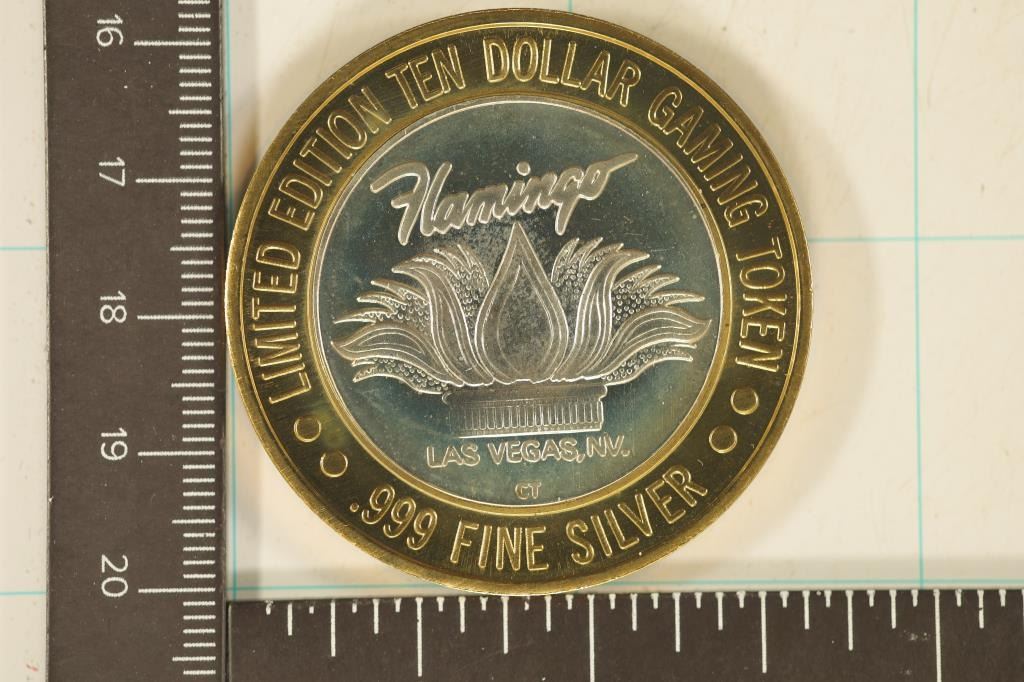 LIMITED EDITION TEN DOLLAR GAMING TOKEN
Flamingo
LAS VEGAS, NV.
CT
.999 FINE SILVER
16
17
18
19
20